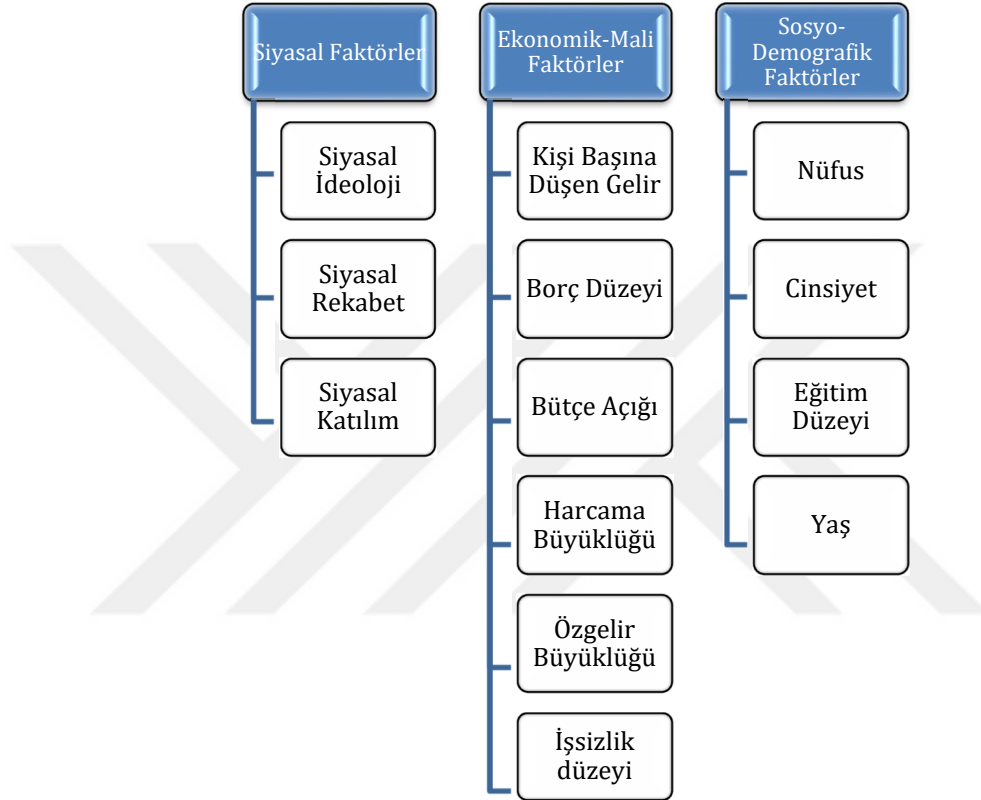 Siyasal Faktörler
Siyasal
İdeoloji
Siyasal
Rekabet
Siyasal
Katılım
Ekonomik-Mali
Faktörler
Kişi Başına
Düşen Gelir
Borç Düzeyi
Bütçe Açığı
Harcama
Büyüklüğü
Özgelir
Büyüklüğü
İşsizlik
düzeyi
Sosyo-
Demografik
Faktörler
Nüfus
Cinsiyet
Eğitim
Düzeyi
Yaş